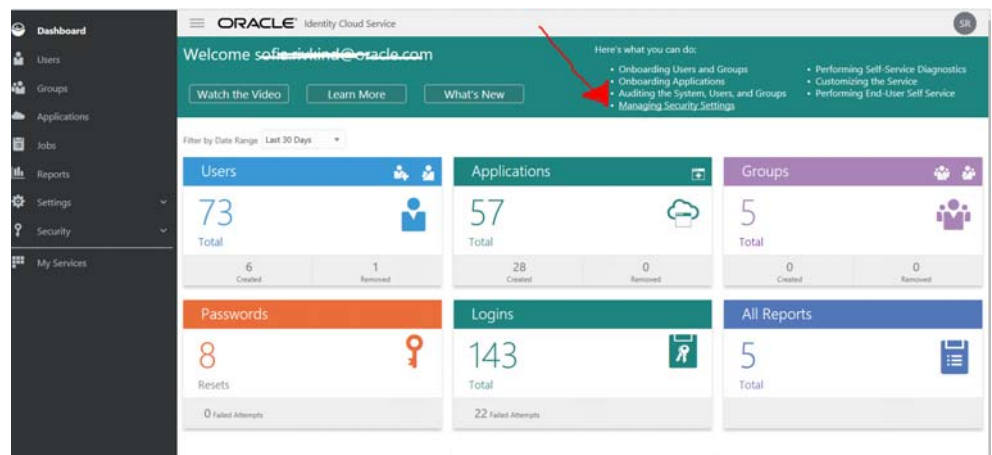 Dashboard
Users
Groups
Applications
Jobs
Reports
Settings
Security
My Services
ORACLE Identity Cloud Service
SR
Welcome sofia.rivkind@oracle.com
Watch the Video
Learn More
What's New
Here's what you can do:
• Onboarding Users and Groups
• Onboarding Applications
• Auditing the System, Users, and Groups
• Managing Security Settings
• Performing Self-Service Diagnostics
• Customizing the Service
• Performing End-User Self Service
Filter by Date Range Last 30 Days
Users
73
Total
6
Created
1
Removed
Applications
57
Total
28
Created
0
Removed
Groups
5
Total
0
Created
0
Removed
Passwords
8
Resets
0 Failed Attempts
Logins
143
Total
22 Failed Attempts
All Reports
5
Total